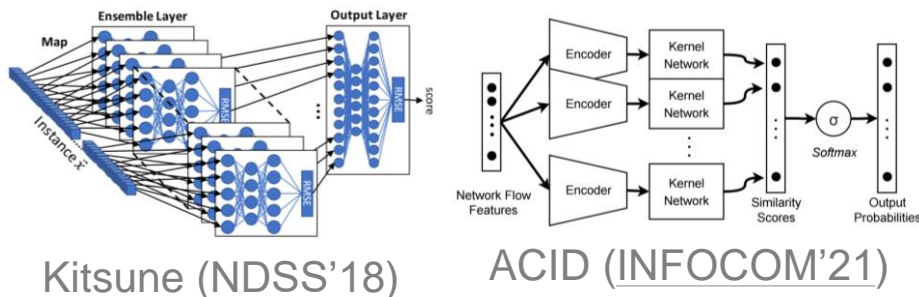 Ensemble Layer
Output Layer
Map
Instance x⃗
RMSE
RMSE
RMSE
score
Kitsune (NDSS’18)
Encoder
Kernel
Network
Encoder
Kernel
Network
Encoder
Kernel
Network
σ
Softmax
Network Flow
Features
Similarity
Scores
Output
Probabilities
ACID (INFOCOM’21)